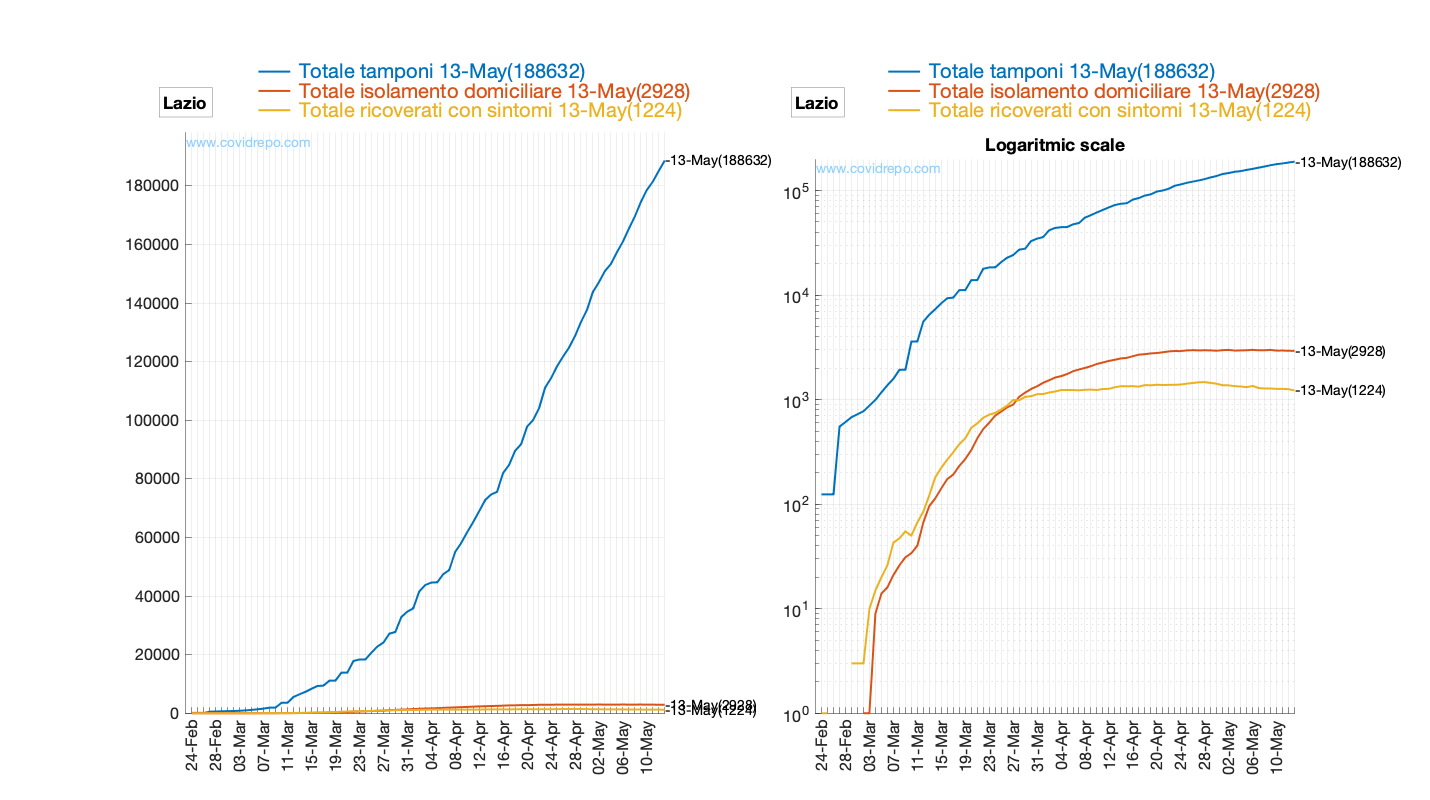 Totale tamponi 13-May(188632)
Totale isolamento domiciliare 13-May(2928)
Totale ricoverati con sintomi 13-May(1224)
Lazio
www.covidrepo.com
-13-May(188632)
180000
160000
140000
120000
100000
80000
60000
40000
20000
0
-13-May(2928)
-13-May(1224)
24-Feb
28-Feb
03-Mar
07-Mar
11-Mar
15-Mar
19-Mar
23-Mar
27-Mar
31-Mar
04-Apr
08-Apr
12-Apr
16-Apr
20-Apr
24-Apr
28-Apr
02-May
06-May
10-May
Totale tamponi 13-May(188632)
Totale isolamento domiciliare 13-May(2928)
Totale ricoverati con sintomi 13-May(1224)
Lazio
Logaritmic scale
www.covidrepo.com
-13-May(188632)
10^5
10^4
-13-May(2928)
-13-May(1224)
10^3
10^2
10^1
10^0
24-Feb
28-Feb
03-Mar
07-Mar
11-Mar
15-Mar
19-Mar
23-Mar
27-Mar
31-Mar
04-Apr
08-Apr
12-Apr
16-Apr
20-Apr
24-Apr
28-Apr
02-May
06-May
10-May